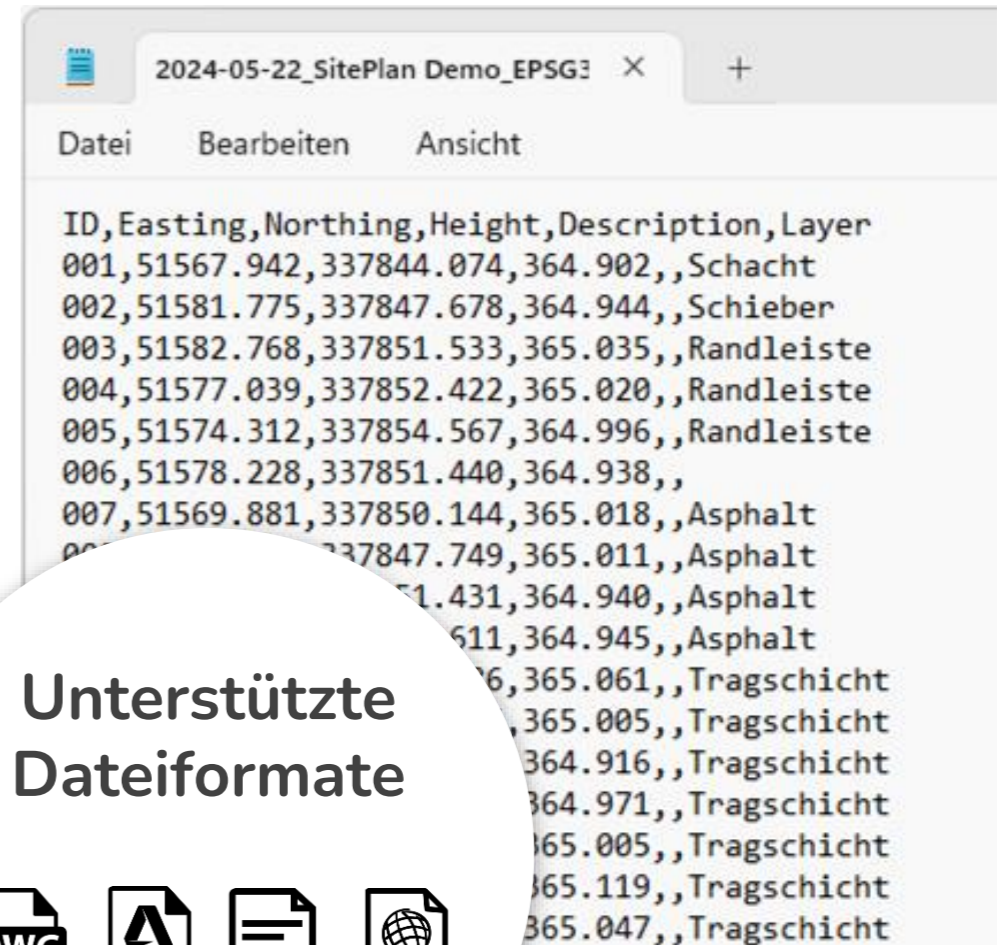 2024-05-22_SitePlan Demo_EPSG3
Datei Bearbeiten Ansicht
ID,Easting,Northing,Height,Description,Layer
001,51567.942,337844.074,364.902,,Schacht
002,51581.775,337847.678,364.944,,Schieber
003,51582.768,337851.533,365.035,,Randleiste
004,51577.039,337852.422,365.020,,Randleiste
005,51574.312,337854.567,364.996,,Randleiste
006,51578.228,337851.440,364.938,,
007,51569.881,337850.144,365.018,,Asphalt
337847.749,365.011,,Asphalt
1.431,364.940,,Asphalt
611,364.945,,Asphalt
6,365.061,,Tragschicht
,365.005,,Tragschicht
364.916,,Tragschicht
364.971,,Tragschicht
365.005,,Tragschicht
365.119,,Tragschicht
365.047,,Tragschicht
Unterstützte
Dateiformate